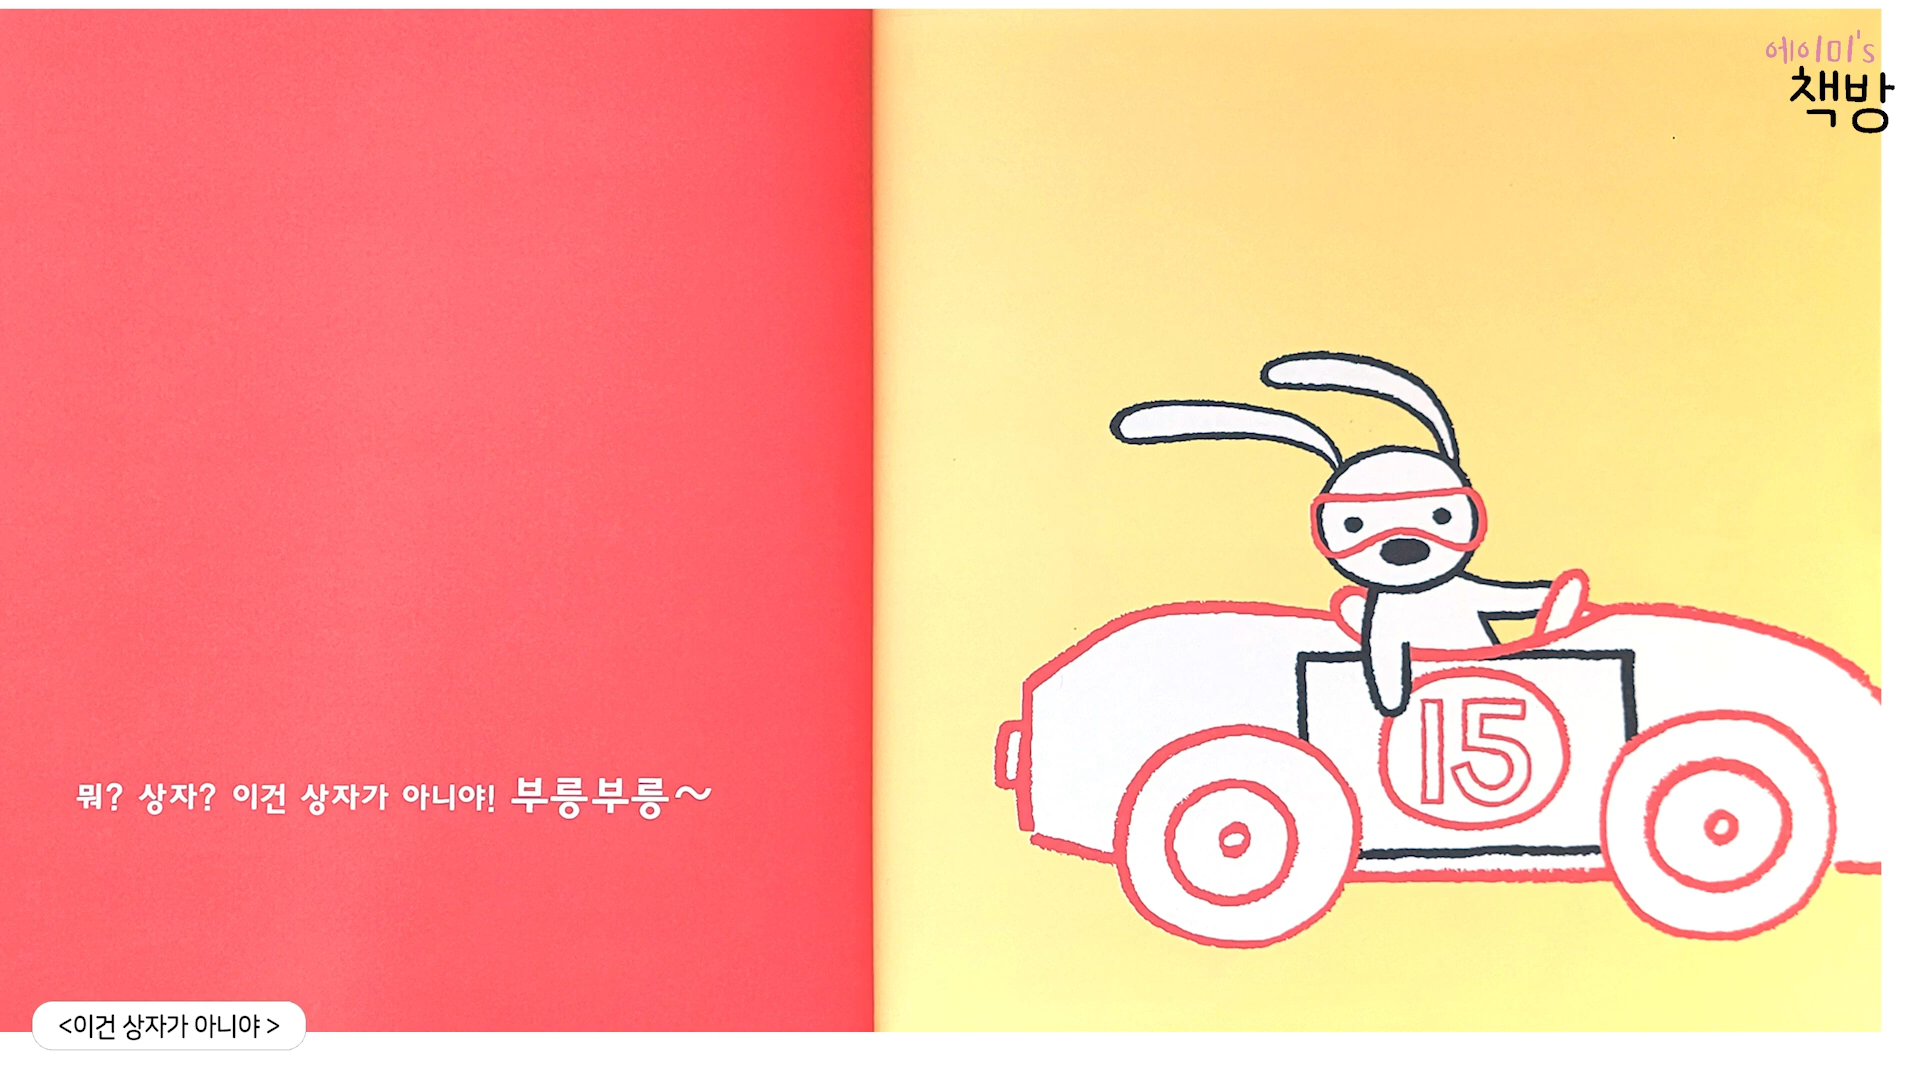 에이미's
책방
뭐? 상자? 이건 상자가 아니야! 부릉부릉~
15
<이건 상자가 아니야 >